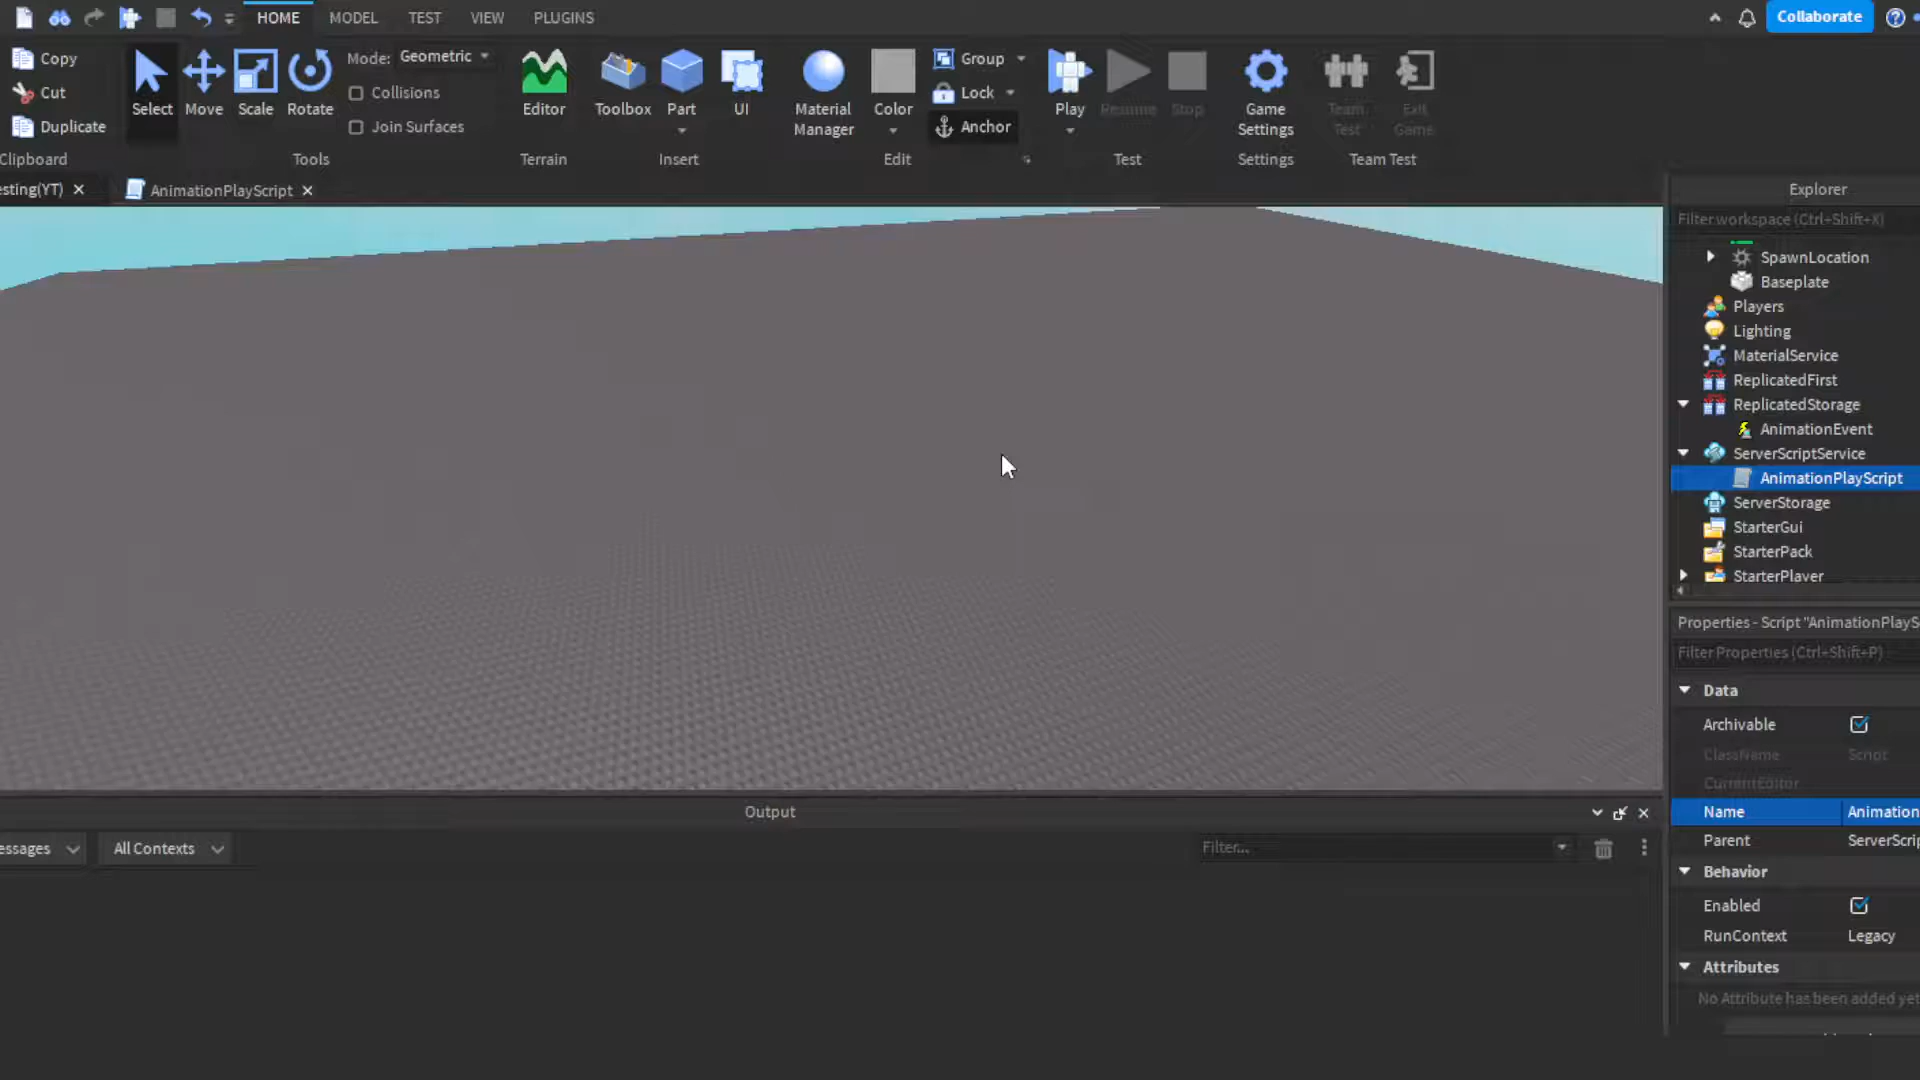 HOME MODEL TEST VIEW PLUGINS Collaborate
Copy
Cut
Duplicate
Clipboard
Select Move Scale Rotate
Mode: Geometric
Collisions
Join Surfaces
Tools
Editor
Terrain
Toolbox Part UI
Insert
Material Manager
Color
Group
Lock
Anchor
Edit
Play Resume Stop
Test
Game Settings
Settings
Team Test
Exit Game
Team Test
esting(YT) AnimationPlayScript
Explorer
Filter workspace (Ctrl+Shift+X)
SpawnLocation
Baseplate
Players
Lighting
MaterialService
ReplicatedFirst
ReplicatedStorage
AnimationEvent
ServerScriptService
AnimationPlayScript
ServerStorage
StarterGui
StarterPack
StarterPlayer
Properties - Script "AnimationPlayS
Filter Properties (Ctrl+Shift+P)
Data
Archivable
ClassName Script
CurrentEditor
Name Animation
Parent ServerScrip
Behavior
Enabled
RunContext Legacy
Attributes
No Attribute has been added yet
Output
essages All Contexts Filter...